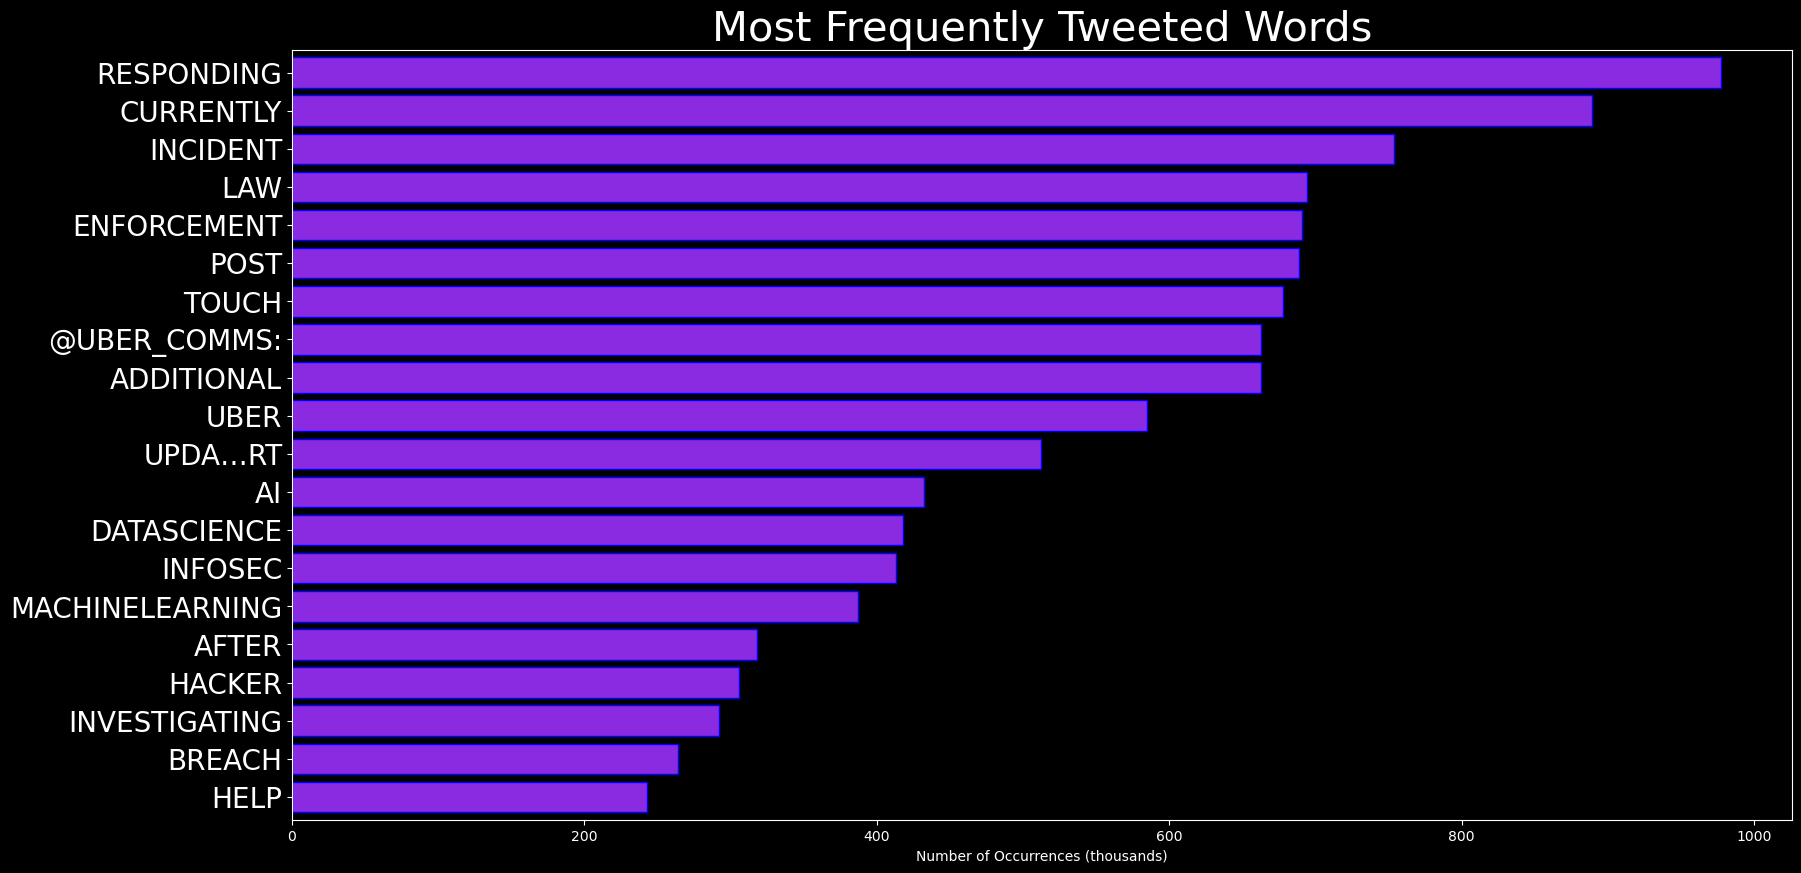 Most Frequently Tweeted Words
RESPONDING
CURRENTLY
INCIDENT
LAW
ENFORCEMENT
POST
TOUCH
@UBER_COMMS:
ADDITIONAL
UBER
UPDA…RT
AI
DATASCIENCE
INFOSEC
MACHINELEARNING
AFTER
HACKER
INVESTIGATING
BREACH
HELP
0 200 400 600 800 1000
Number of Occurrences (thousands)